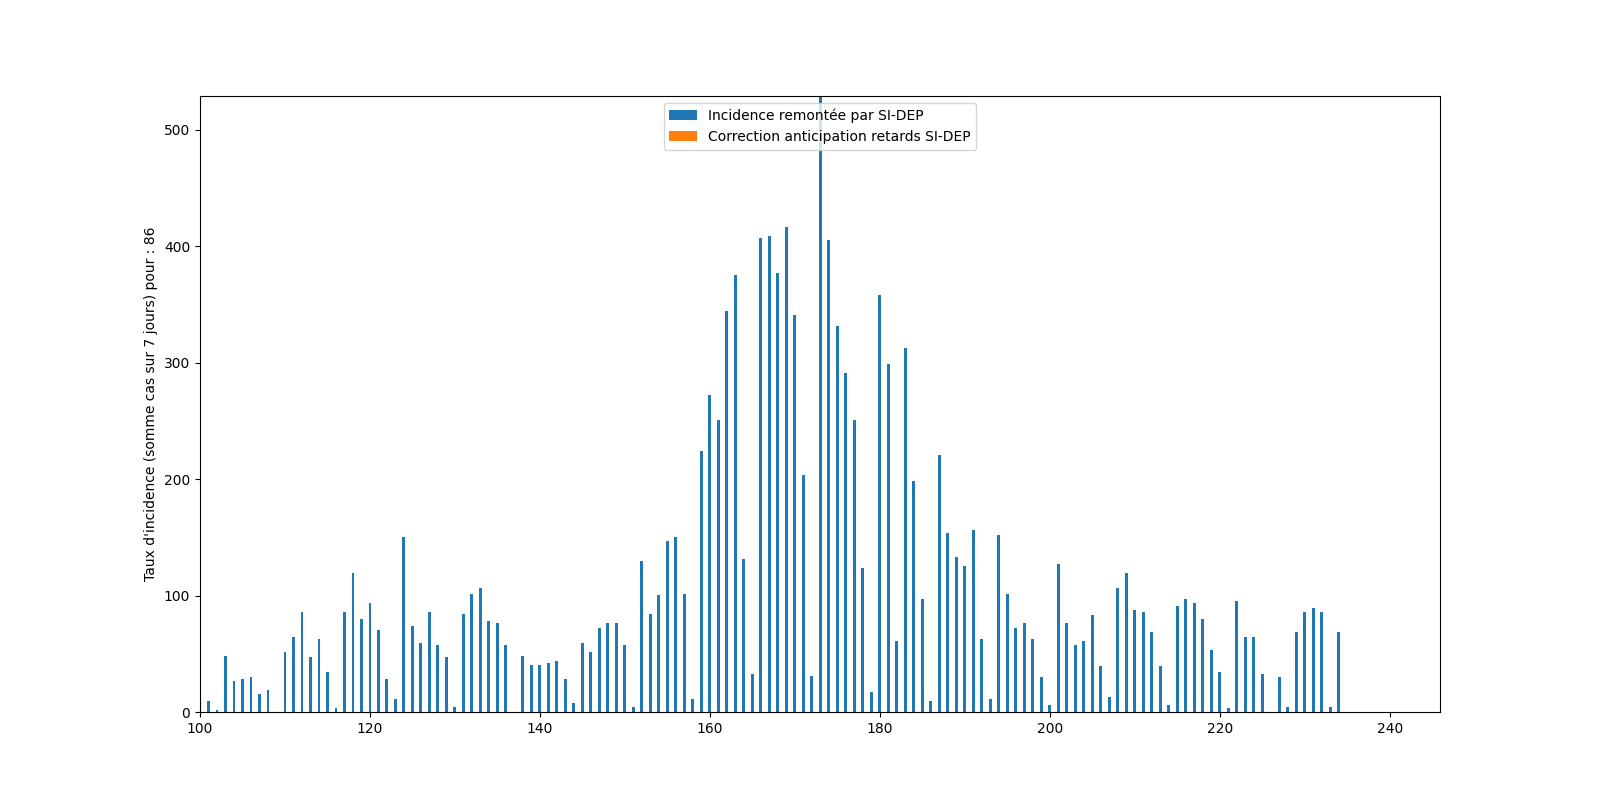 Incidence remontée par SI-DEP
Correction anticipation retards SI-DEP
Taux d'incidence (somme cas sur 7 jours) pour : 86
500
400
300
200
100
0
100 120 140 160 180 200 220 240